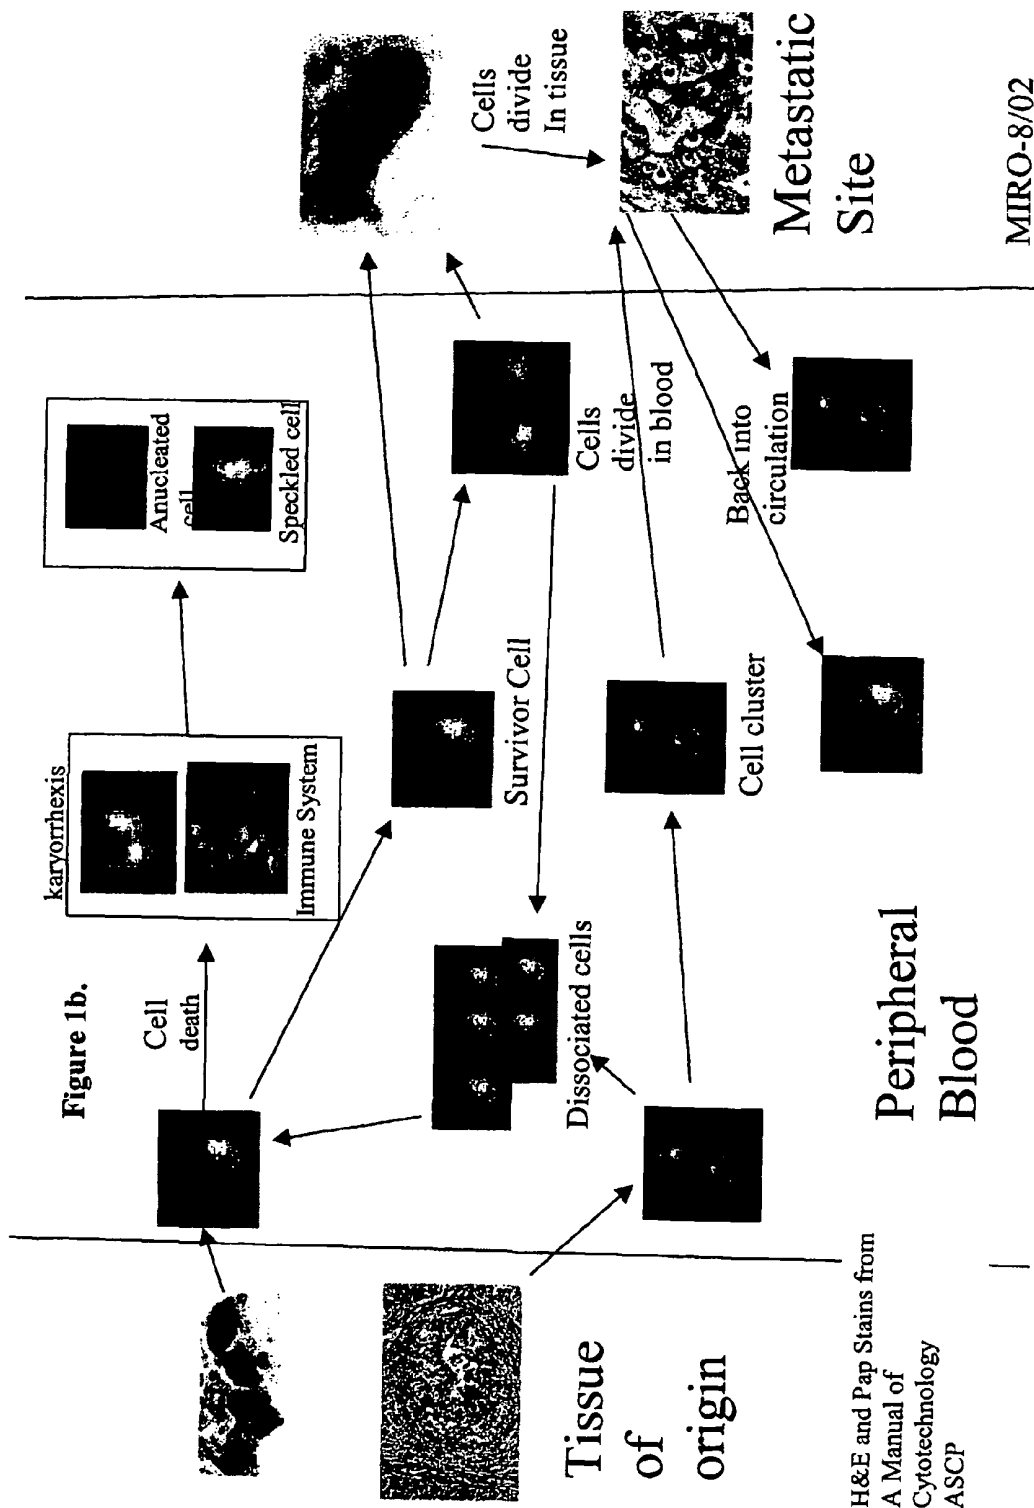 Figure 1b.
Cell
death
karyorrhexis
Immune System
Anucleated
cell
Speckled cell
Survivor Cell
Cells
divide
in blood
Dissociated cells
Cell cluster
Back into
circulation
Cells
divide
In tissue
Tissue
of
origin
Peripheral
Blood
Metastatic
Site
H&E and Pap Stains from
A Manual of
Cytotechnology
ASCP
MIRO-8/02